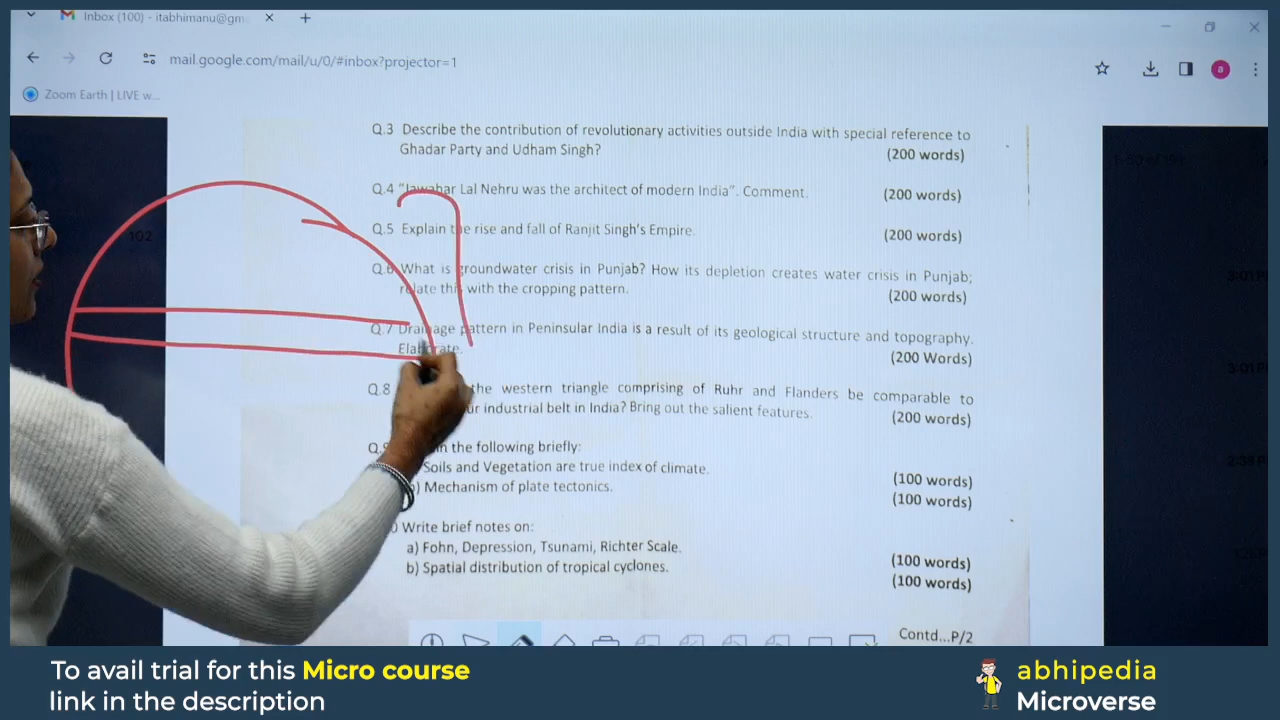 Inbox (100) - itabhimanu@gm
mail.google.com/mail/u/0/#inbox?projector=1
a
Zoom Earth | LIVE w...
102
Q.3 Describe the contribution of revolutionary activities outside India with special reference to
Ghadar Party and Udham Singh?
(200 words)
Q.4 "Jawahar Lal Nehru was the architect of modern India". Comment.
(200 words)
Q.5 Explain the rise and fall of Ranjit Singh's Empire.
(200 words)
Q.6 What is groundwater crisis in Punjab? How its depletion creates water crisis in Punjab;
relate this with the cropping pattern.
(200 words)
Q.7 Drainage pattern in Peninsular India is a result of its geological structure and topography.
Elaborate.
(200 Words)
Q.8 the western triangle comprising of Ruhr and Flanders be comparable to
industrial belt in India? Bring out the salient features.
(200 words)
the following briefly:
Soils and Vegetation are true index of climate.
(100 words)
) Mechanism of plate tectonics.
(100 words)
Write brief notes on:
a) Fohn, Depression, Tsunami, Richter Scale.
(100 words)
b) Spatial distribution of tropical cyclones.
(100 words)
Contd...P/2
To avail trial for this Micro course
link in the description
abhipedia
Microverse